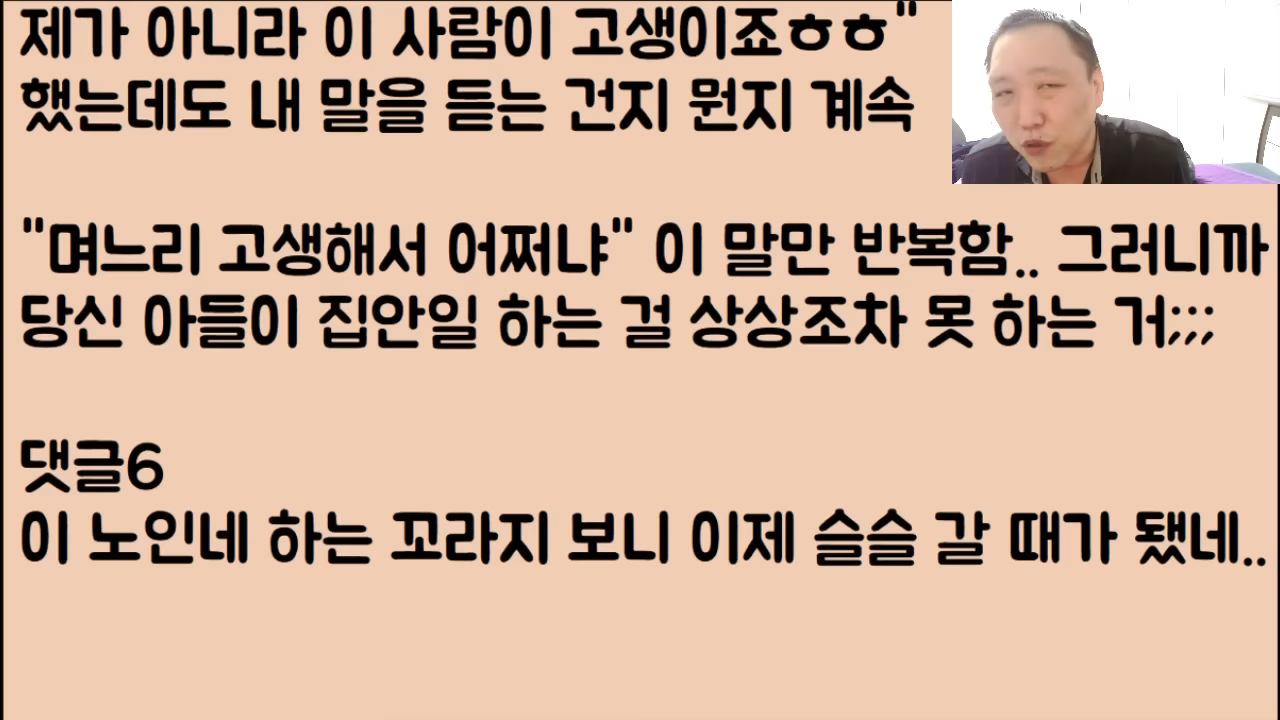 제가 아니라 이 사람이 고생이죠ㅎㅎ"
했는데도 내 말을 듣는 건지 뭔지 계속
"며느리 고생해서 어쩌냐" 이 말만 반복함.. 그러니까
당신 아들이 집안일 하는 걸 상상조차 못 하는 거;;;
댓글6
이 노인네 하는 꼬라지 보니 이제 슬슬 갈 때가 됐네..